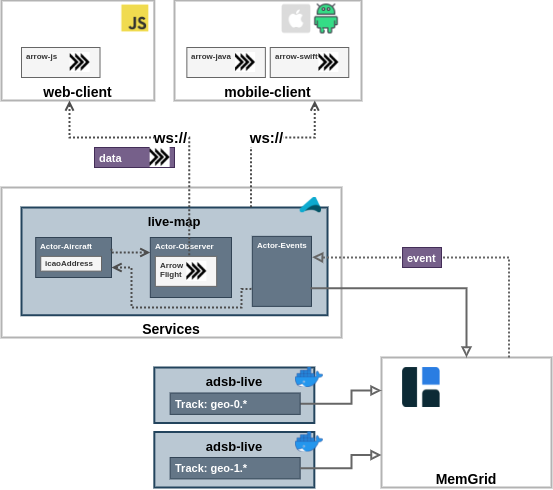 JS
arrow-js
web-client
arrow-java
arrow-swift
mobile-client
ws://
ws://
data
live-map
Actor-Aircraft
icaoAddress
Actor-Observer
Arrow
Flight
Actor-Events
event
Services
adsb-live
Track: geo-0.*
adsb-live
Track: geo-1.*
MemGrid